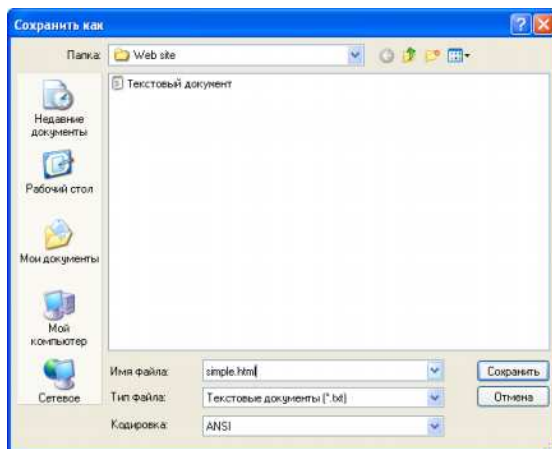 Сохранить как
Папка: Web site
Текстовый документ
Недавние
документы
Рабочий стол
Мои документы
Мой
компьютер
Сетевое
Имя файла: simple.html Сохранить
Тип файла: Текстовые документы (*.txt) Отмена
Кодировка: ANSI